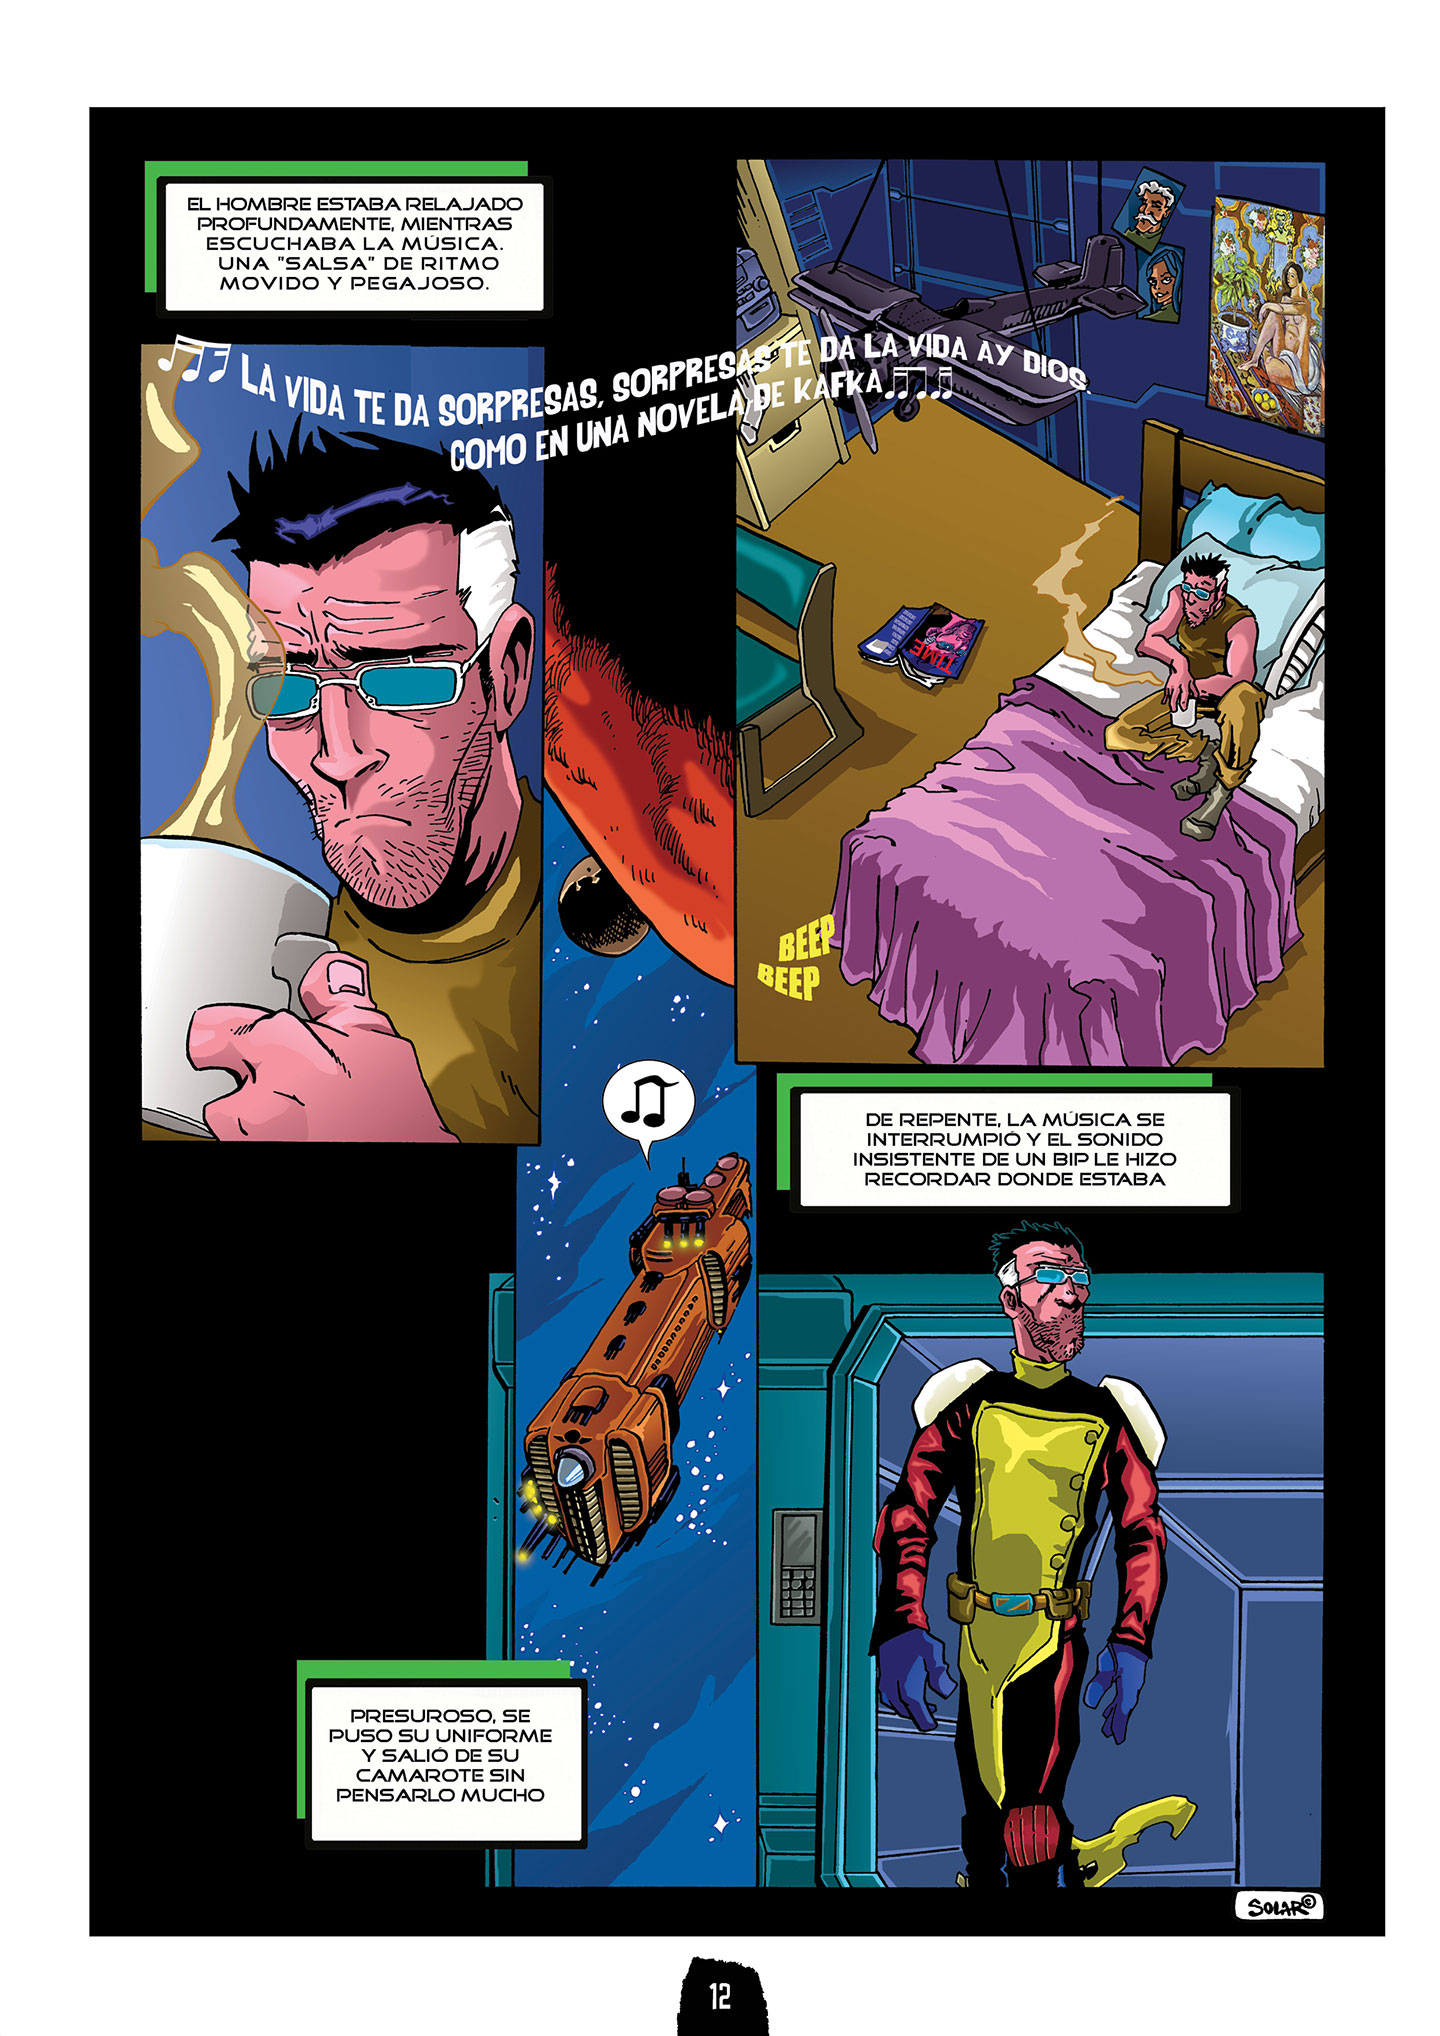 EL HOMBRE ESTABA RELAJADO
PROFUNDAMENTE, MIENTRAS
ESCUCHABA LA MÚSICA.
UNA "SALSA" DE RITMO
MOVIDO Y PEGAJOSO.
LA VIDA TE DA SORPRESAS, SORPRESAS TE DA LA VIDA AY DIOS.
COMO EN UNA NOVELA DE KAFKA
TIME
BEEP
BEEP
DE REPENTE, LA MÚSICA SE
INTERRUMPIÓ Y EL SONIDO
INSISTENTE DE UN BIP LE HIZO
RECORDAR DONDE ESTABA
PRESUROSO, SE
PUSO SU UNIFORME
Y SALIÓ DE SU
CAMAROTE SIN
PENSARLO MUCHO
SOLAR©
12